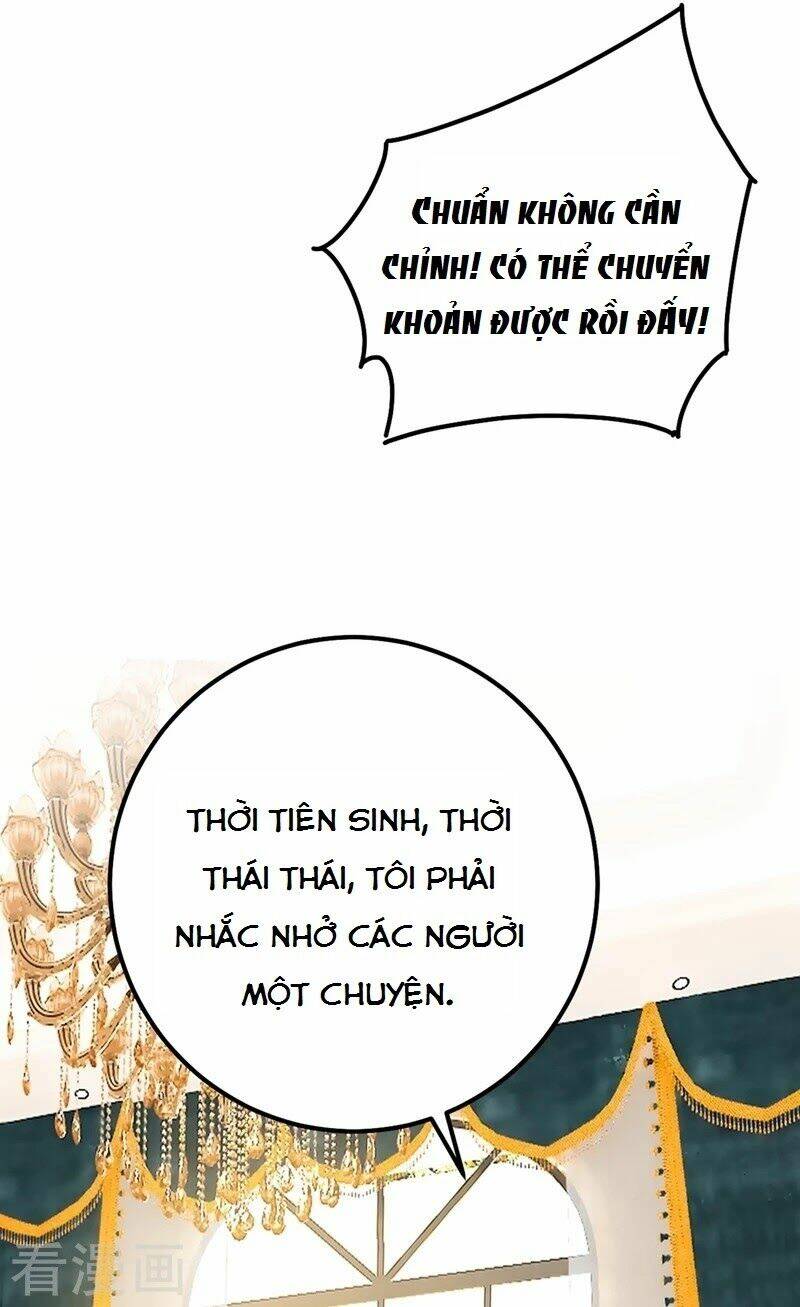 CHUẨN KHÔNG CẦN
CHỈNH! CÓ THỂ CHUYỂN
KHOẢN ĐƯỢC RỒI ĐẤY!
THỜI TIÊN SINH, THỜI
THÁI THÁI, TÔI PHẢI
NHẮC NHỞ CÁC NGƯỜI
MỘT CHUYỆN.
看漫画